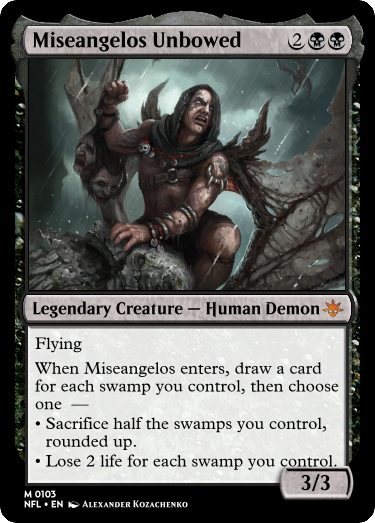 Miseangelos Unbowed 2
Legendary Creature — Human Demon
Flying
When Miseangelos enters, draw a card
for each swamp you control, then choose
one —
• Sacrifice half the swamps you control,
rounded up.
• Lose 2 life for each swamp you control.
3/3
M 0103
NFL • EN Alexander Kozachenko